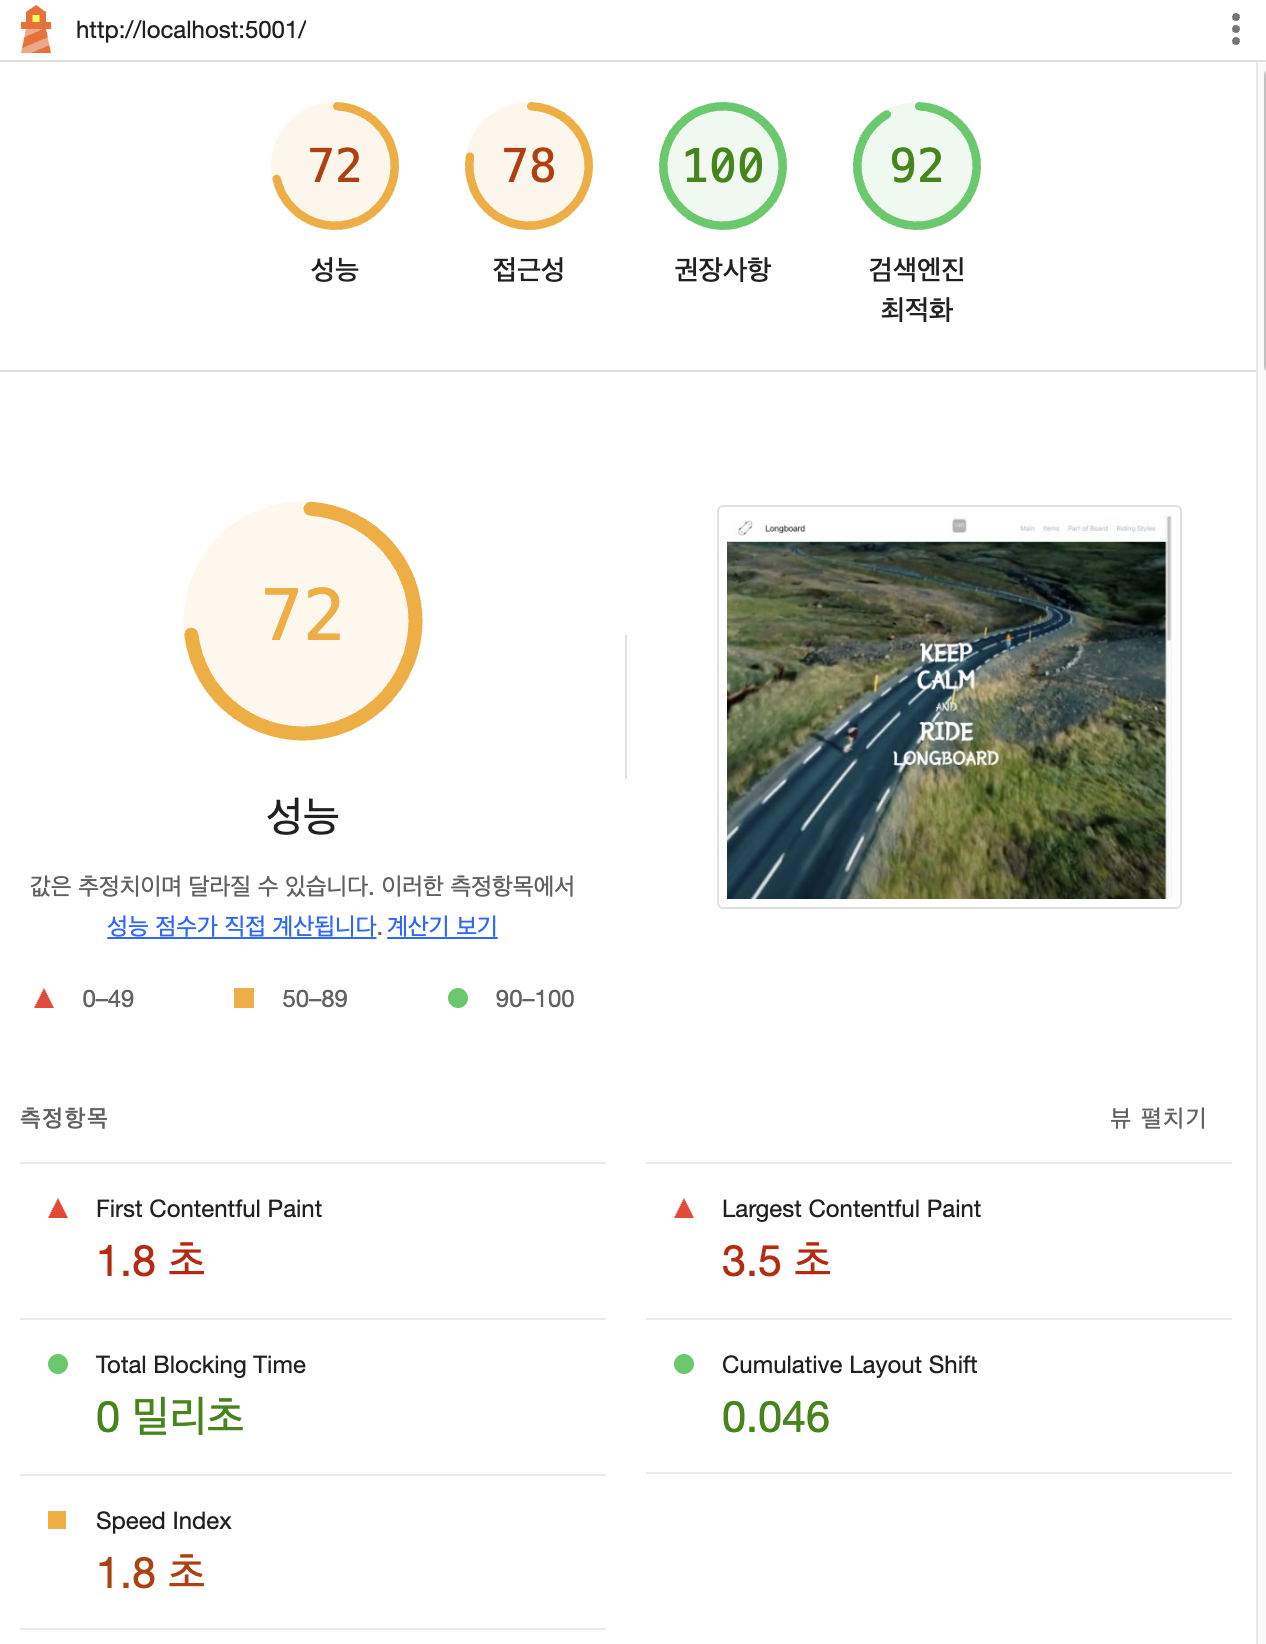 http://localhost:5001/
72
78
100
92
성능
접근성
권장사항
검색엔진
최적화
72
성능
값은 추정치이며 달라질 수 있습니다. 이러한 측정항목에서
성능 점수가 직접 계산됩니다. 계산기 보기
0–49
50–89
90–100
Longboard
Main
Items
Part of Board
Riding Styles
KEEP
CALM
AND
RIDE
LONGBOARD
측정항목
뷰 펼치기
First Contentful Paint
1.8 초
Largest Contentful Paint
3.5 초
Total Blocking Time
0 밀리초
Cumulative Layout Shift
0.046
Speed Index
1.8 초